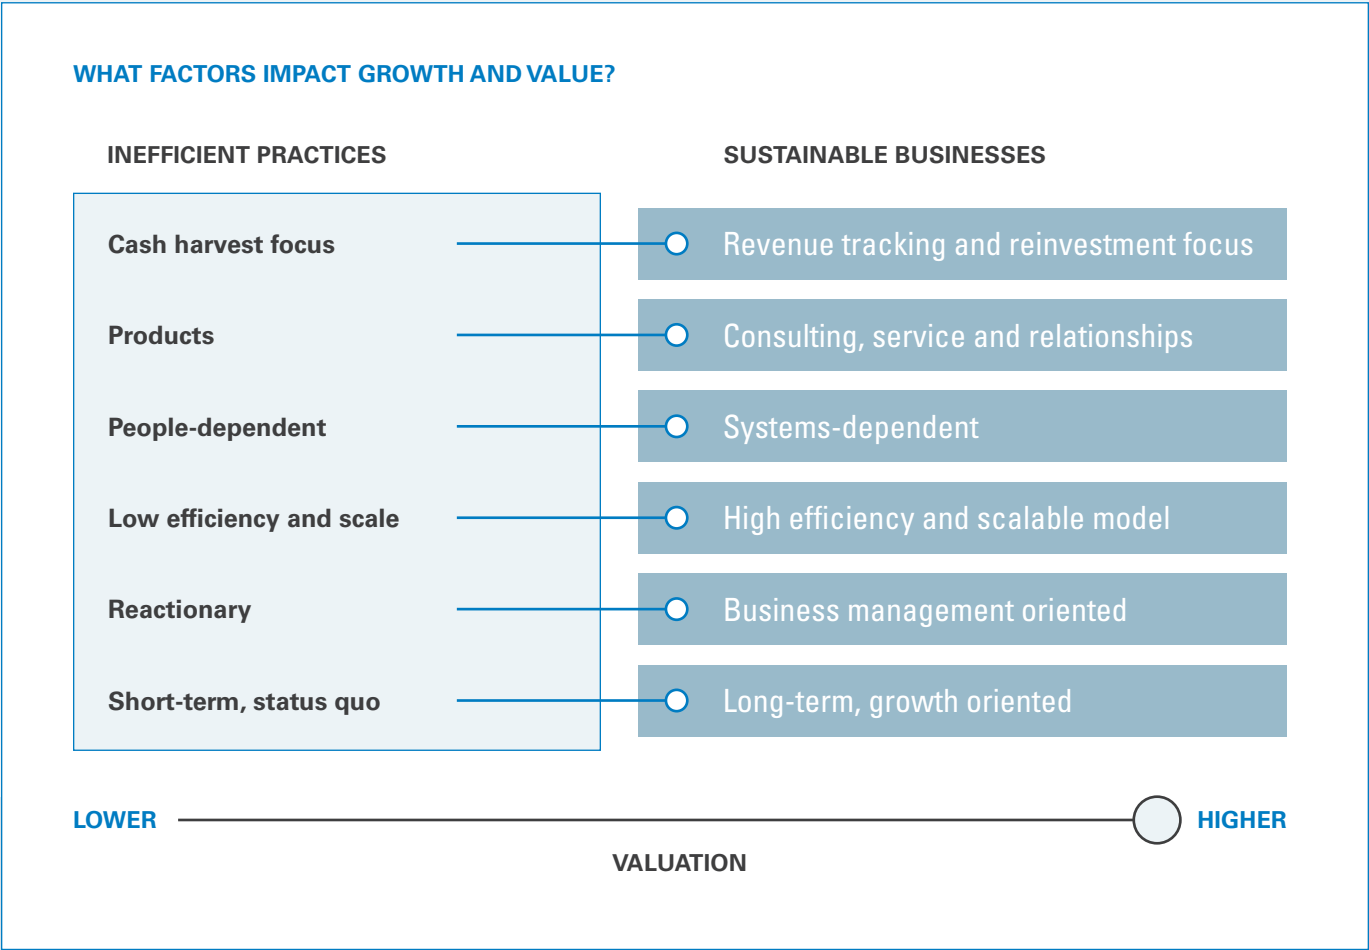 WHAT FACTORS IMPACT GROWTH AND VALUE?
INEFFICIENT PRACTICES
SUSTAINABLE BUSINESSES
Cash harvest focus
Revenue tracking and reinvestment focus
Products
Consulting, service and relationships
People-dependent
Systems-dependent
Low efficiency and scale
High efficiency and scalable model
Reactionary
Business management oriented
Short-term, status quo
Long-term, growth oriented
LOWER
HIGHER
VALUATION